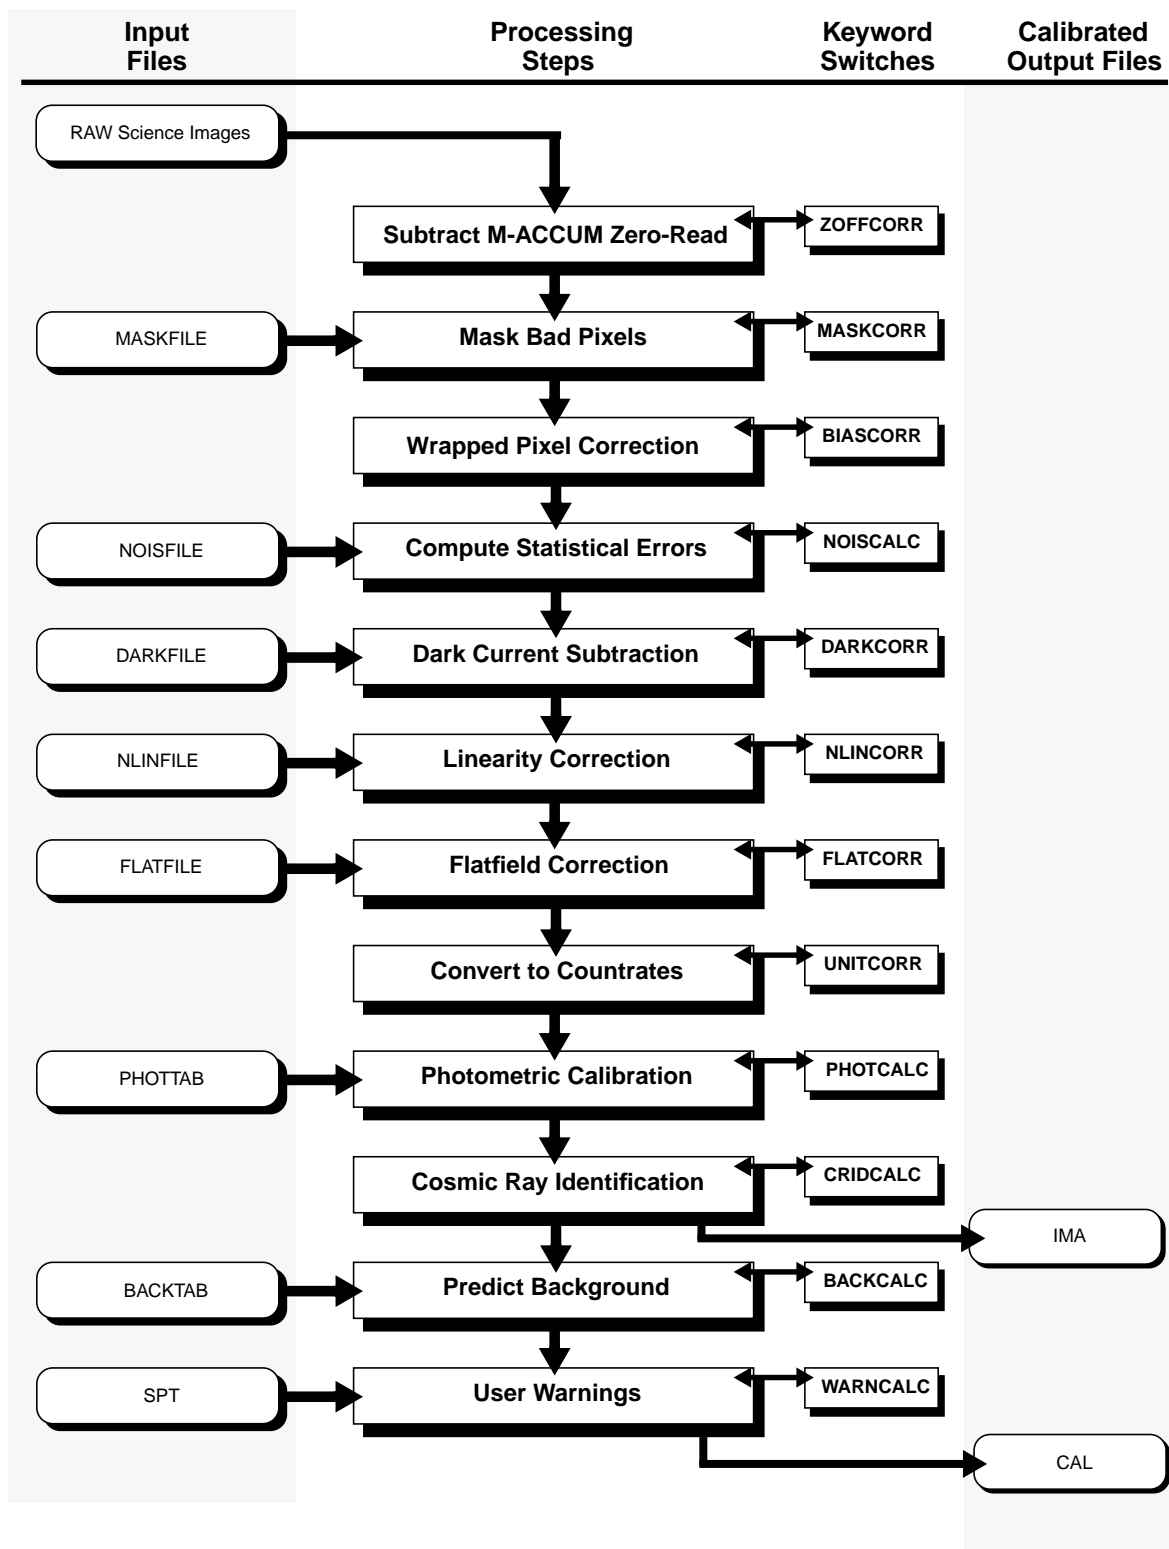 Input
Files
Processing
Steps
Keyword
Switches
Calibrated
Output Files
RAW Science Images
Subtract M-ACCUM Zero-Read
ZOFFCORR
MASKFILE
Mask Bad Pixels
MASKCORR
Wrapped Pixel Correction
BIASCORR
NOISFILE
Compute Statistical Errors
NOISCALC
DARKFILE
Dark Current Subtraction
DARKCORR
NLINFILE
Linearity Correction
NLINCORR
FLATFILE
Flatfield Correction
FLATCORR
Convert to Countrates
UNITCORR
PHOTTAB
Photometric Calibration
PHOTCALC
Cosmic Ray Identification
CRIDCALC
IMA
BACKTAB
Predict Background
BACKCALC
SPT
User Warnings
WARNCALC
CAL